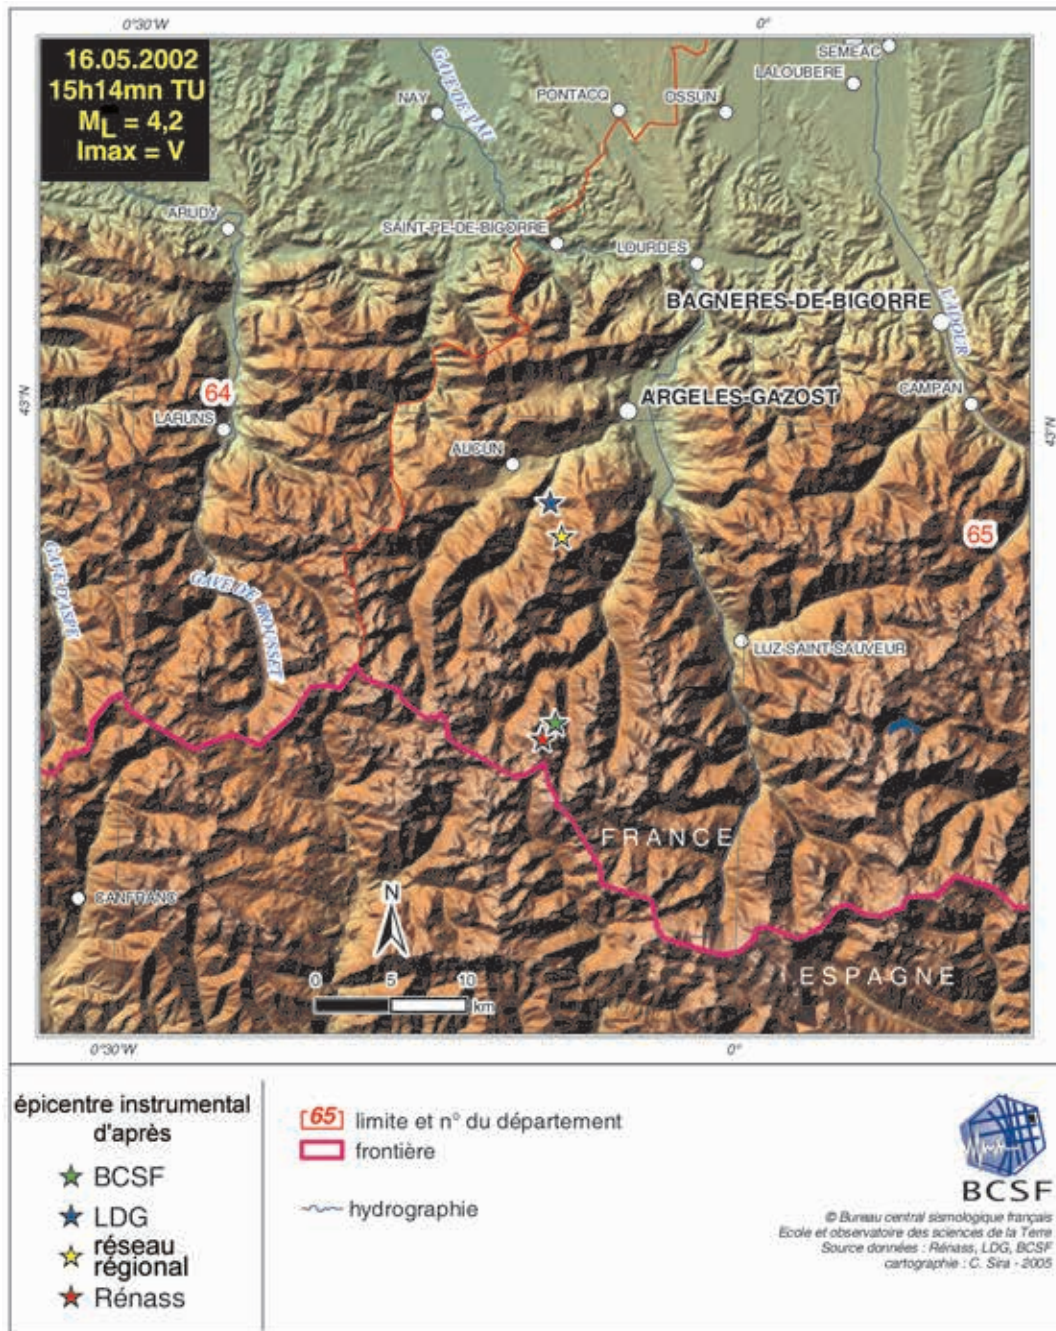 0°30'W
0°
16.05.2002
15h14mn TU
ML = 4,2
Imax = V
SEMEAC
LALOUBERE
GAVE DE PAU
NAY
PONTACQ
OSSUN
ARUDY
SAINT-PE-DE-BIGORRE
LOURDES
BAGNERES-DE-BIGORRE
L'ADOUR
43°N
64
LARUNS
ARGELES-GAZOST
CAMPAN
43°N
AUCUN
65
GAVE D'ASPE
GAVE DE BROUSSET
LUZ-SAINT-SAUVEUR
FRANCE
CANFRANC
N
ESPAGNE
0 5 10
km
0°30'W
0°
épicentre instrumental
d'après
BCSF
LDG
réseau
régional
Rénass
[65] limite et n° du département
frontière
hydrographie
BCSF
© Bureau central sismologique français
Ecole et observatoire des sciences de la Terre
Source données : Rénass, LDG, BCSF
cartographie : C. Sira - 2005